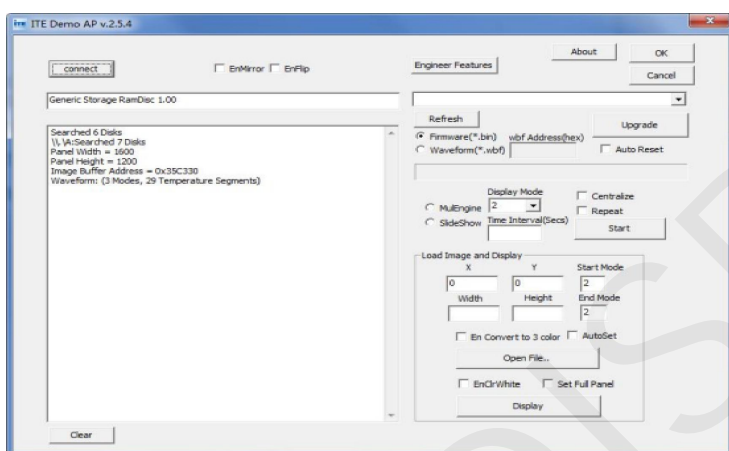 ITE Demo AP v.2.5.4
connect
EnMirror
EnFlip
Engineer Features
About
OK
Cancel
Generic Storage RamDisc 1.00
Searched 6 Disks
\\, \A:Searched 7 Disks
Panel Width = 1600
Panel Height = 1200
Image Buffer Address = 0x35C330
Waveform: (3 Modes, 29 Temperature Segments)
Refresh
Upgrade
Firmware(*.bin)
wbf Address(hex)
Waveform(*.wbf)
Auto Reset
Display Mode
MulEngine
2
Centralize
Repeat
SlideShow
Time Interval(Secs)
Start
Load Image and Display
X
Y
Start Mode
0
0
2
Width
Height
End Mode
2
En Convert to 3 color
AutoSet
Open File..
EnClrWhite
Set Full Panel
Display
Clear